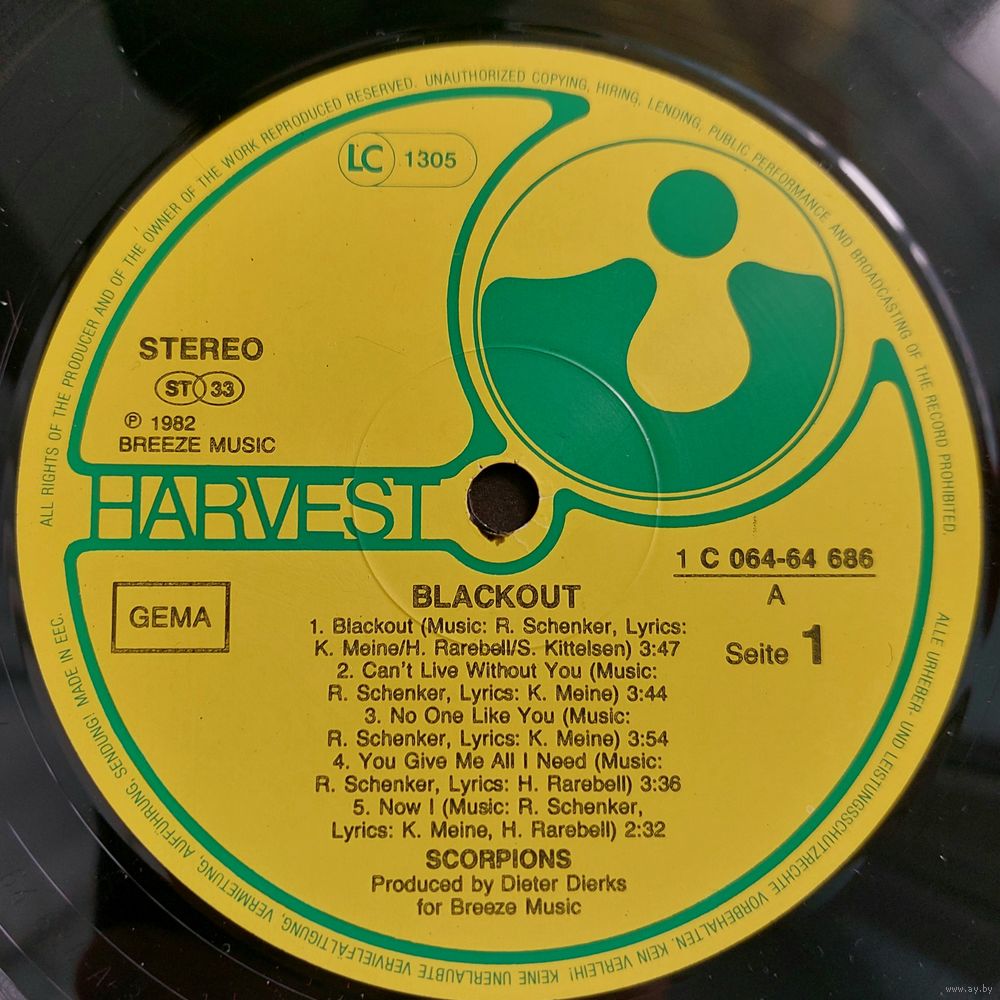 ALL RIGHTS OF THE PRODUCER AND OF THE OWNER OF THE WORK REPRODUCED RESERVED. UNAUTHORIZED COPYING, HIRING, LENDING, PUBLIC PERFORMANCE AND BROADCASTING OF THE RECORD PROHIBITED.
LC 1305
STEREO
ST 33
℗ 1982
BREEZE MUSIC
HARVEST
1 C 064-64 686
A
GEMA
Seite 1
BLACKOUT
1. Blackout (Music: R. Schenker, Lyrics:
K. Meine/H. Rarebell/S. Kittelsen) 3:47
2. Can't Live Without You (Music:
R. Schenker, Lyrics: K. Meine) 3:44
3. No One Like You (Music:
R. Schenker, Lyrics: K. Meine) 3:54
4. You Give Me All I Need (Music:
R. Schenker, Lyrics: H. Rarebell) 3:36
5. Now I (Music: R. Schenker,
Lyrics: K. Meine, H. Rarebell) 2:32
SCORPIONS
Produced by Dieter Dierks
for Breeze Music
ALLE URHEBER- UND LEISTUNGSSCHUTZRECHTE VORBEHALTEN. KEIN VERLEIH! KEINE UNERLAUBTE VERVIELFÄLTIGUNG, VERMIETUNG, AUFFÜHRUNG, SENDUNG! MADE IN EEC.
www.ay.by